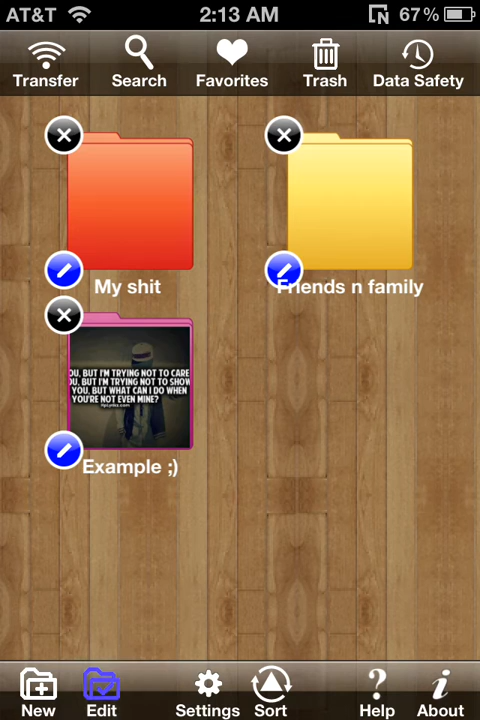 AT&T 2:13 AM 67%
Transfer Search Favorites Trash Data Safety
My shit
Friends n family
OU, BUT I'M TRYING NOT TO CARE
OU, BUT I'M TRYING NOT TO SHOW
YOU, BUT WHAT CAN I DO WHEN
YOU'RE NOT EVEN MINE?
Example ;)
New Edit Settings Sort Help About